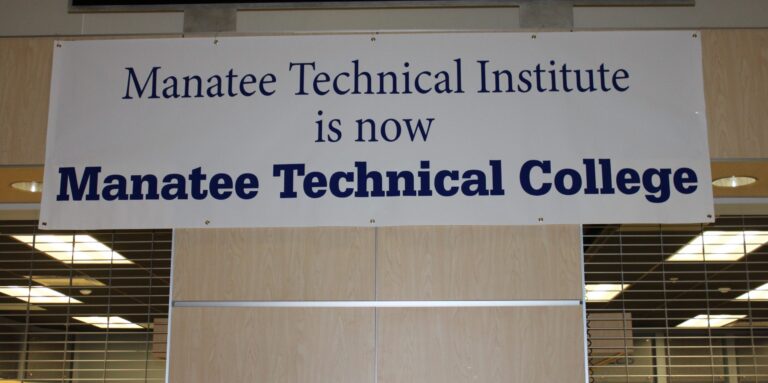 Manatee Technical Institute
is now
Manatee Technical College